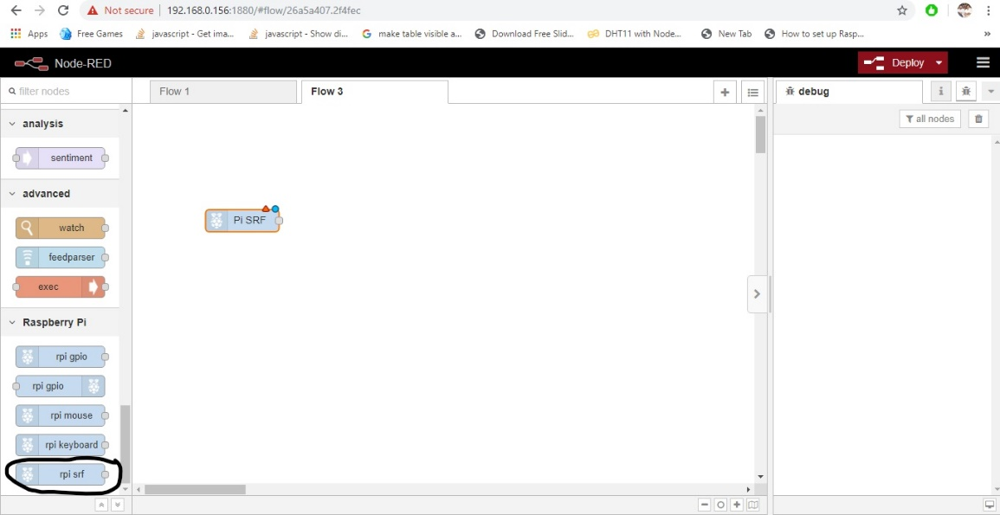 Not secure | 192.168.0.156:1880/#flow/26a5a407.2f4fec
Apps Free Games javascript - Get ima... javascript - Show di... make table visible a... Download Free Slid... DHT11 with Node... New Tab How to set up Rasp... »
Node-RED Deploy
filter nodes Flow 1 Flow 3 + i debug
all nodes
analysis
sentiment
advanced
watch
feedparser
exec
Raspberry Pi
rpi gpio
rpi gpio
rpi mouse
rpi keyboard
rpi srf
Pi SRF